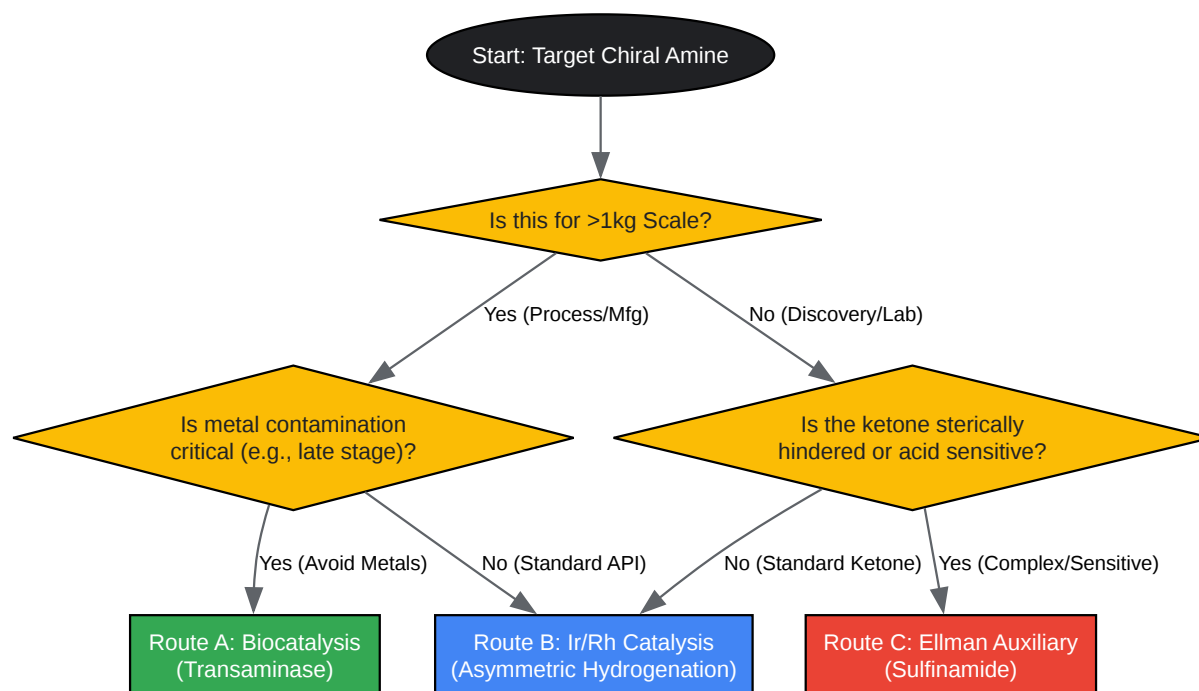 Start: Target Chiral Amine
Is this for >1kg Scale?
Yes (Process/Mfg)
No (Discovery/Lab)
Is metal contamination
critical (e.g., late stage)?
Is the ketone sterically
hindered or acid sensitive?
Yes (Avoid Metals)
No (Standard API)
No (Standard Ketone)
Yes (Complex/Sensitive)
Route A: Biocatalysis
(Transaminase)
Route B: Ir/Rh Catalysis
(Asymmetric Hydrogenation)
Route C: Ellman Auxiliary
(Sulfinamide)